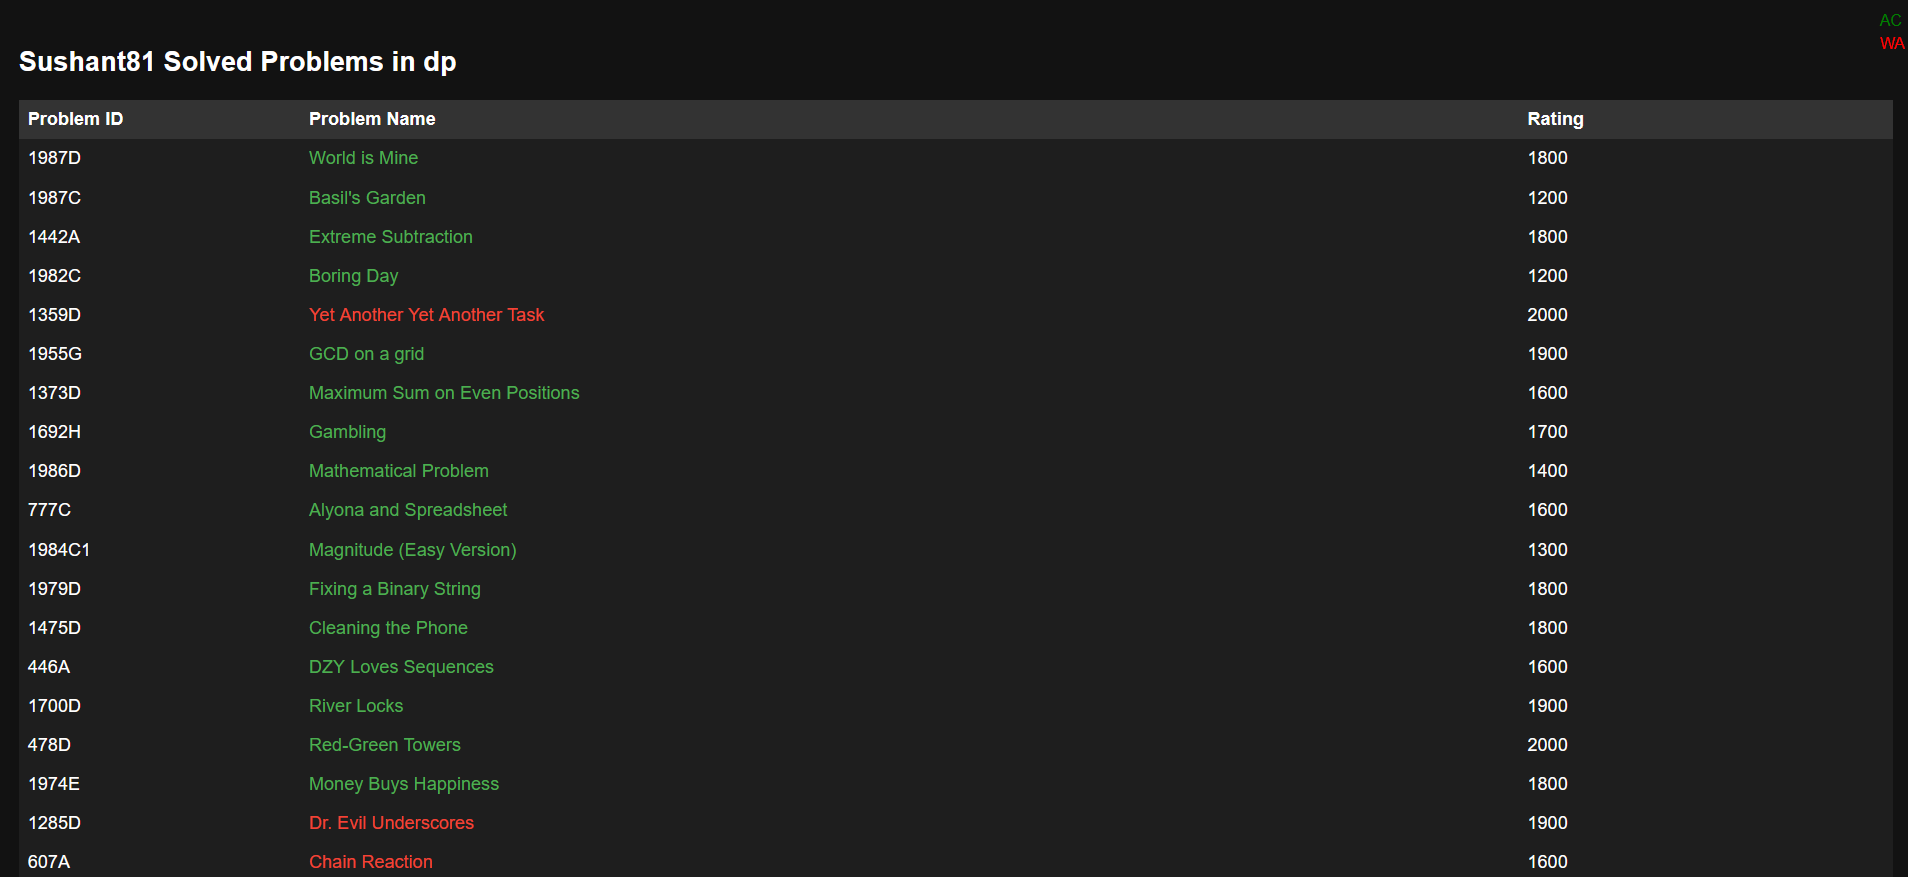 AC
WA
Sushant81 Solved Problems in dp
Problem ID Problem Name Rating
1987D World is Mine 1800
1987C Basil's Garden 1200
1442A Extreme Subtraction 1800
1982C Boring Day 1200
1359D Yet Another Yet Another Task 2000
1955G GCD on a grid 1900
1373D Maximum Sum on Even Positions 1600
1692H Gambling 1700
1986D Mathematical Problem 1400
777C Alyona and Spreadsheet 1600
1984C1 Magnitude (Easy Version) 1300
1979D Fixing a Binary String 1800
1475D Cleaning the Phone 1800
446A DZY Loves Sequences 1600
1700D River Locks 1900
478D Red-Green Towers 2000
1974E Money Buys Happiness 1800
1285D Dr. Evil Underscores 1900
607A Chain Reaction 1600